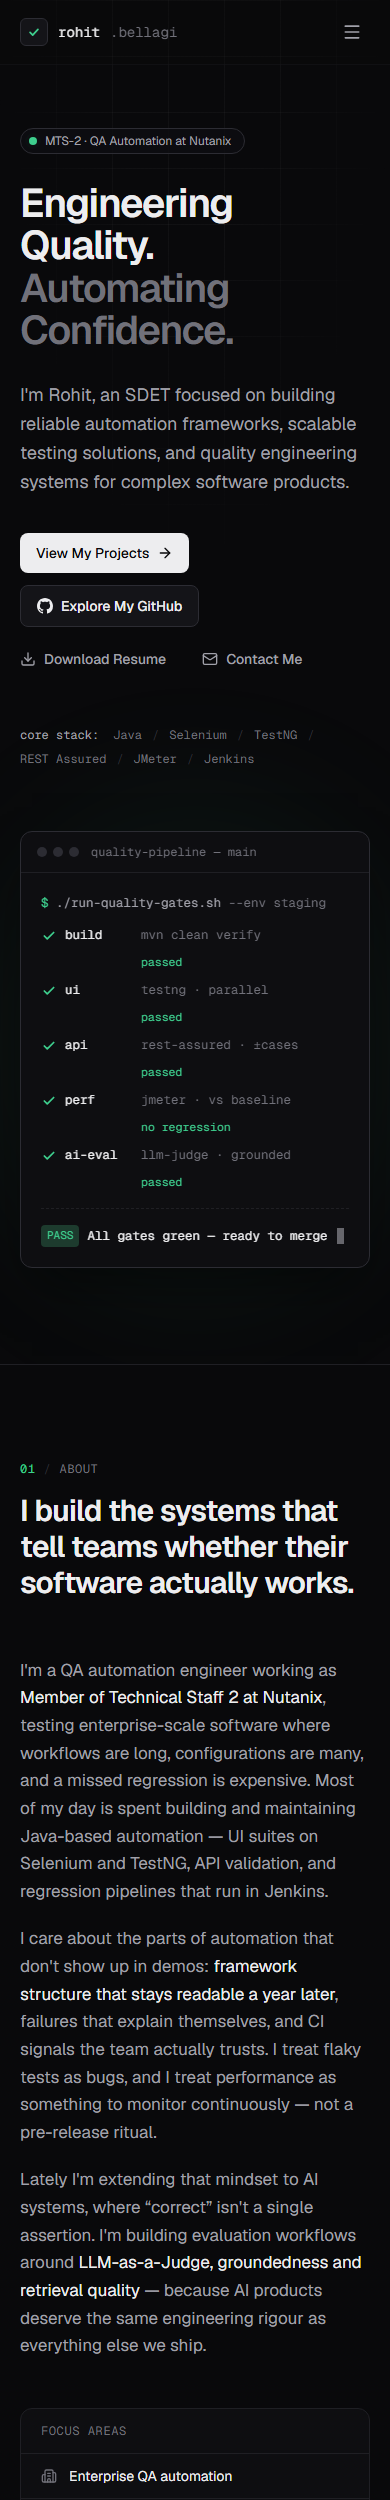 rohit .bellagi
MTS-2 · QA Automation at Nutanix
Engineering
Quality.
Automating
Confidence.
I'm Rohit, an SDET focused on building
reliable automation frameworks, scalable
testing solutions, and quality engineering
systems for complex software products.
View My Projects →
Explore My GitHub
Download Resume Contact Me
core stack: Java / Selenium / TestNG /
REST Assured / JMeter / Jenkins
quality-pipeline — main
$ ./run-quality-gates.sh --env staging
build mvn clean verify
passed
ui testng · parallel
passed
api rest-assured · ±cases
passed
perf jmeter · vs baseline
no regression
ai-eval llm-judge · grounded
passed
PASS All gates green — ready to merge
01 / ABOUT
I build the systems that
tell teams whether their
software actually works.
I'm a QA automation engineer working as
Member of Technical Staff 2 at Nutanix,
testing enterprise-scale software where
workflows are long, configurations are many,
and a missed regression is expensive. Most
of my day is spent building and maintaining
Java-based automation — UI suites on
Selenium and TestNG, API validation, and
regression pipelines that run in Jenkins.
I care about the parts of automation that
don't show up in demos: framework
structure that stays readable a year later,
failures that explain themselves, and CI
signals the team actually trusts. I treat flaky
tests as bugs, and I treat performance as
something to monitor continuously — not a
pre-release ritual.
Lately I'm extending that mindset to AI
systems, where “correct” isn't a single
assertion. I'm building evaluation workflows
around LLM-as-a-Judge, groundedness and
retrieval quality — because AI products
deserve the same engineering rigour as
everything else we ship.
FOCUS AREAS
Enterprise QA automation